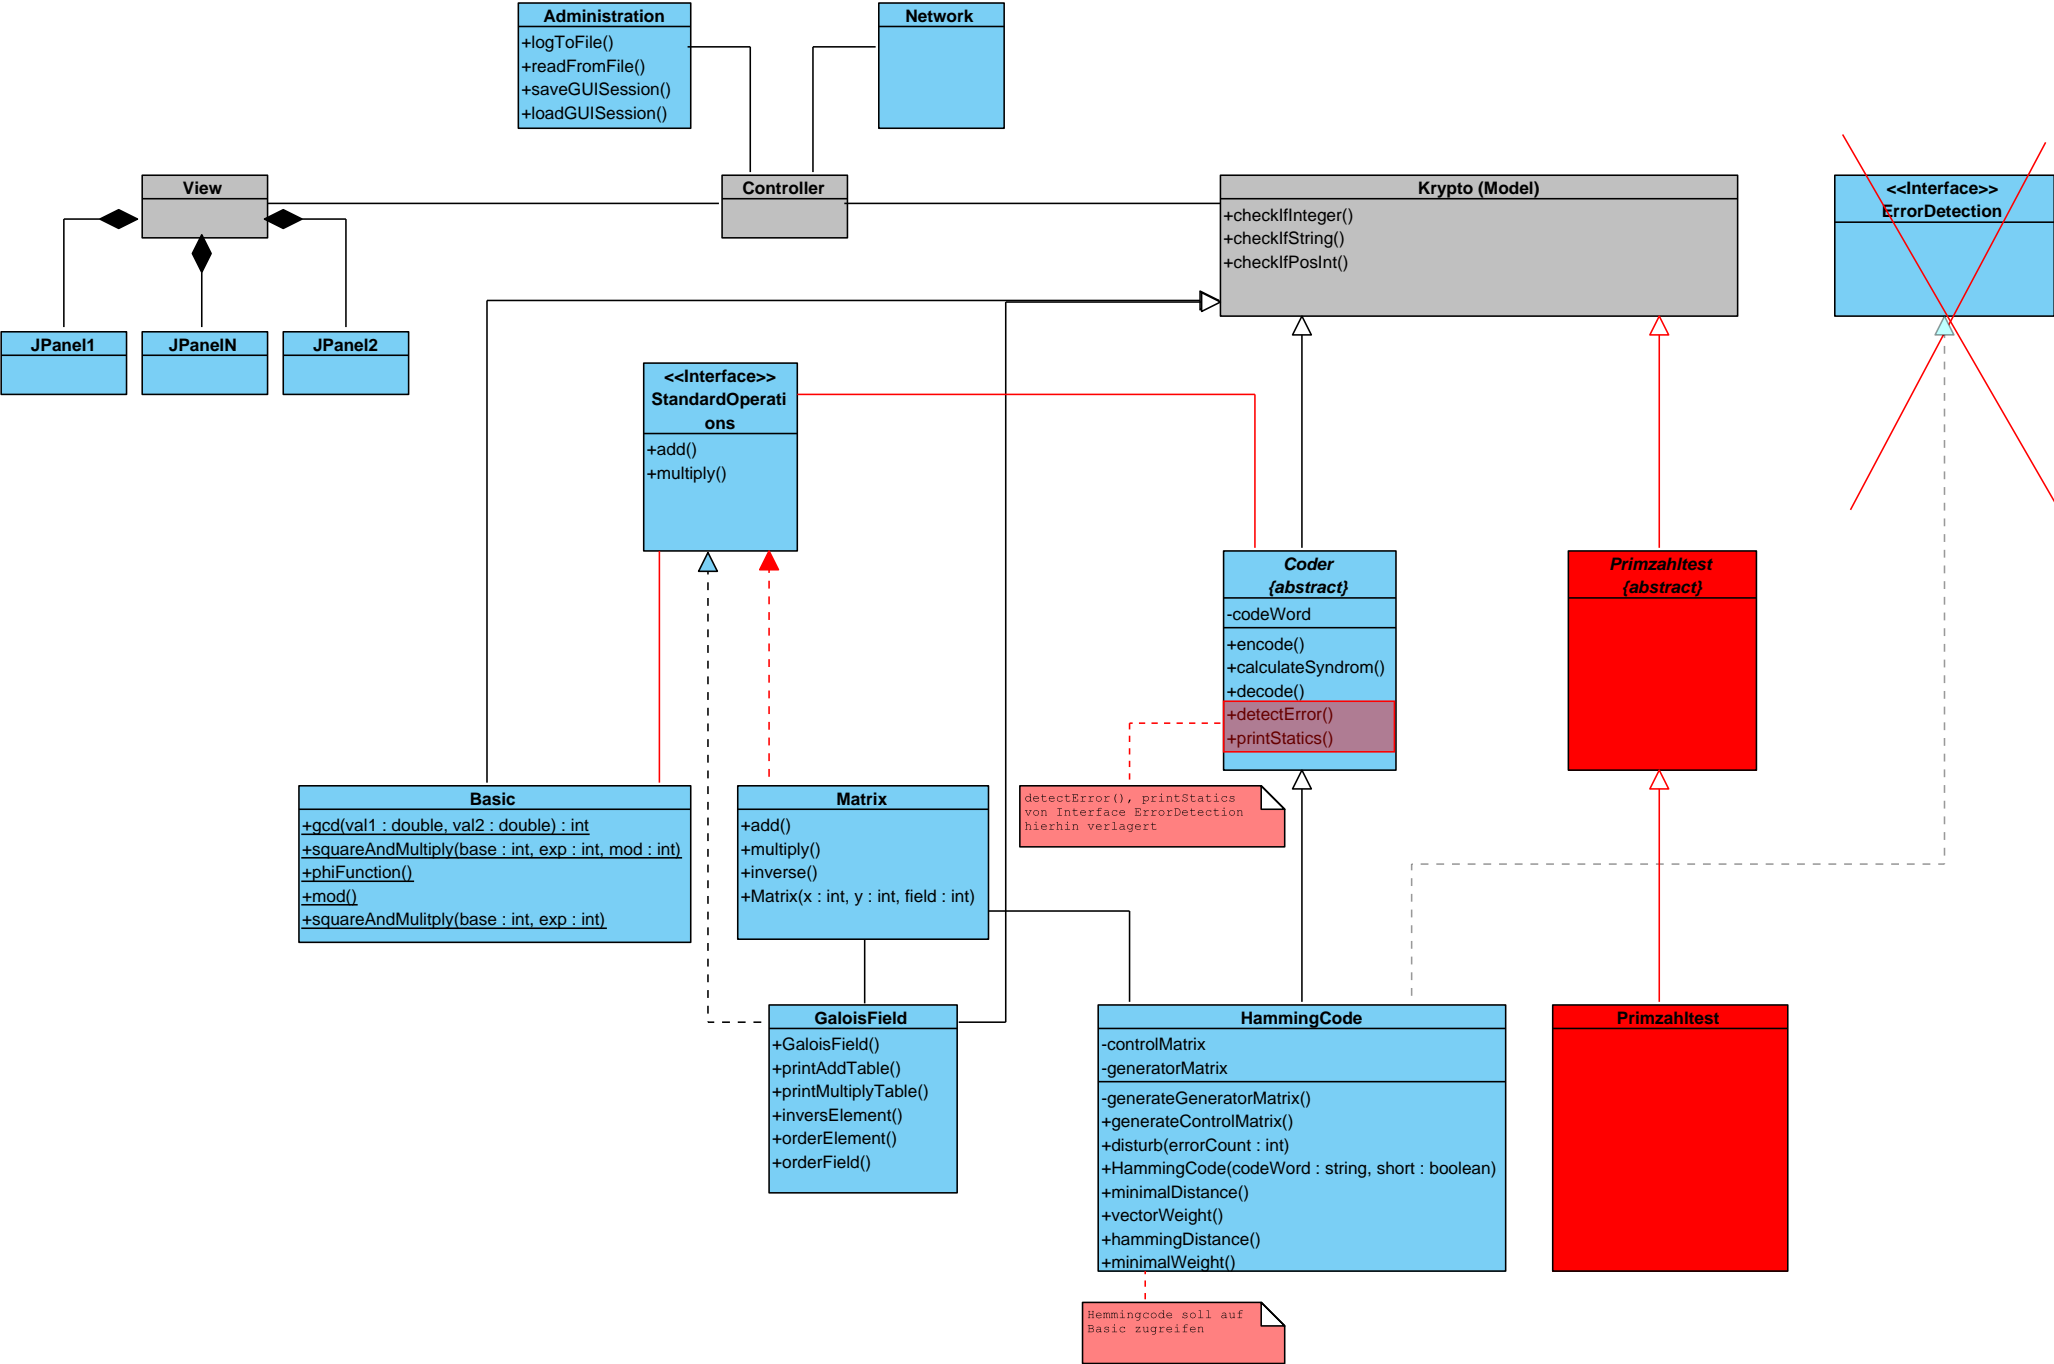 Administration
+logToFile()
+readFromFile()
+saveGUISession()
+loadGUISession()
Network
View
Controller
Krypto (Model)
+checkIfInteger()
+checkIfString()
+checkIfPosInt()
<<Interface>>
ErrorDetection
JPanel1
JPanelN
JPanel2
<<Interface>>
StandardOperati
ons
+add()
+multiply()
Coder
{abstract}
-codeWord
+encode()
+calculateSyndrom()
+decode()
+detectError()
+printStatics()
Primzahltest
{abstract}
Basic
+gcd(val1 : double, val2 : double) : int
+squareAndMultiply(base : int, exp : int, mod : int)
+phiFunction()
+mod()
+squareAndMulitply(base : int, exp : int)
Matrix
+add()
+multiply()
+inverse()
+Matrix(x : int, y : int, field : int)
detectError(), printStatics
von Interface ErrorDetection
hierhin verlagert
GaloisField
+GaloisField()
+printAddTable()
+printMultiplyTable()
+inversElement()
+orderElement()
+orderField()
HammingCode
-controlMatrix
-generatorMatrix
-generateGeneratorMatrix()
+generateControlMatrix()
+disturb(errorCount : int)
+HammingCode(codeWord : string, short : boolean)
+minimalDistance()
+vectorWeight()
+hammingDistance()
+minimalWeight()
Primzahltest
Hemmingcode soll auf
Basic zugreifen